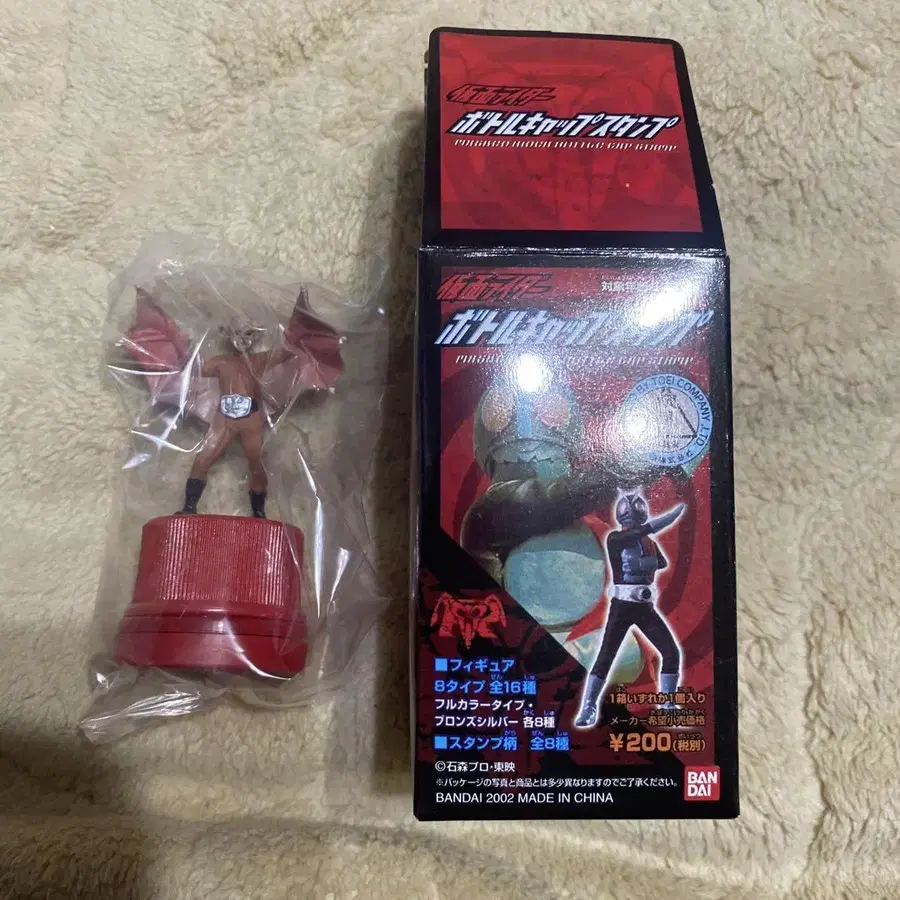 仮面ライダー
ボトルキャップスタンプ
仮面ライダー
対象年
ボトルキャップスタンプ
BY TOEI COMPANY ,LTD
■フィギュア
8タイプ 全16種
フルカラータイプ・
ブロンズシルバー 各8種
■スタンプ柄 全8種
1箱いずれか1個入り
メーカー希望小売価格
¥200(税別)
©石森プロ・東映
※パッケージの写真と商品とは多少異なりますのでご了承ください。
BANDAI 2002 MADE IN CHINA
BAN
DAI